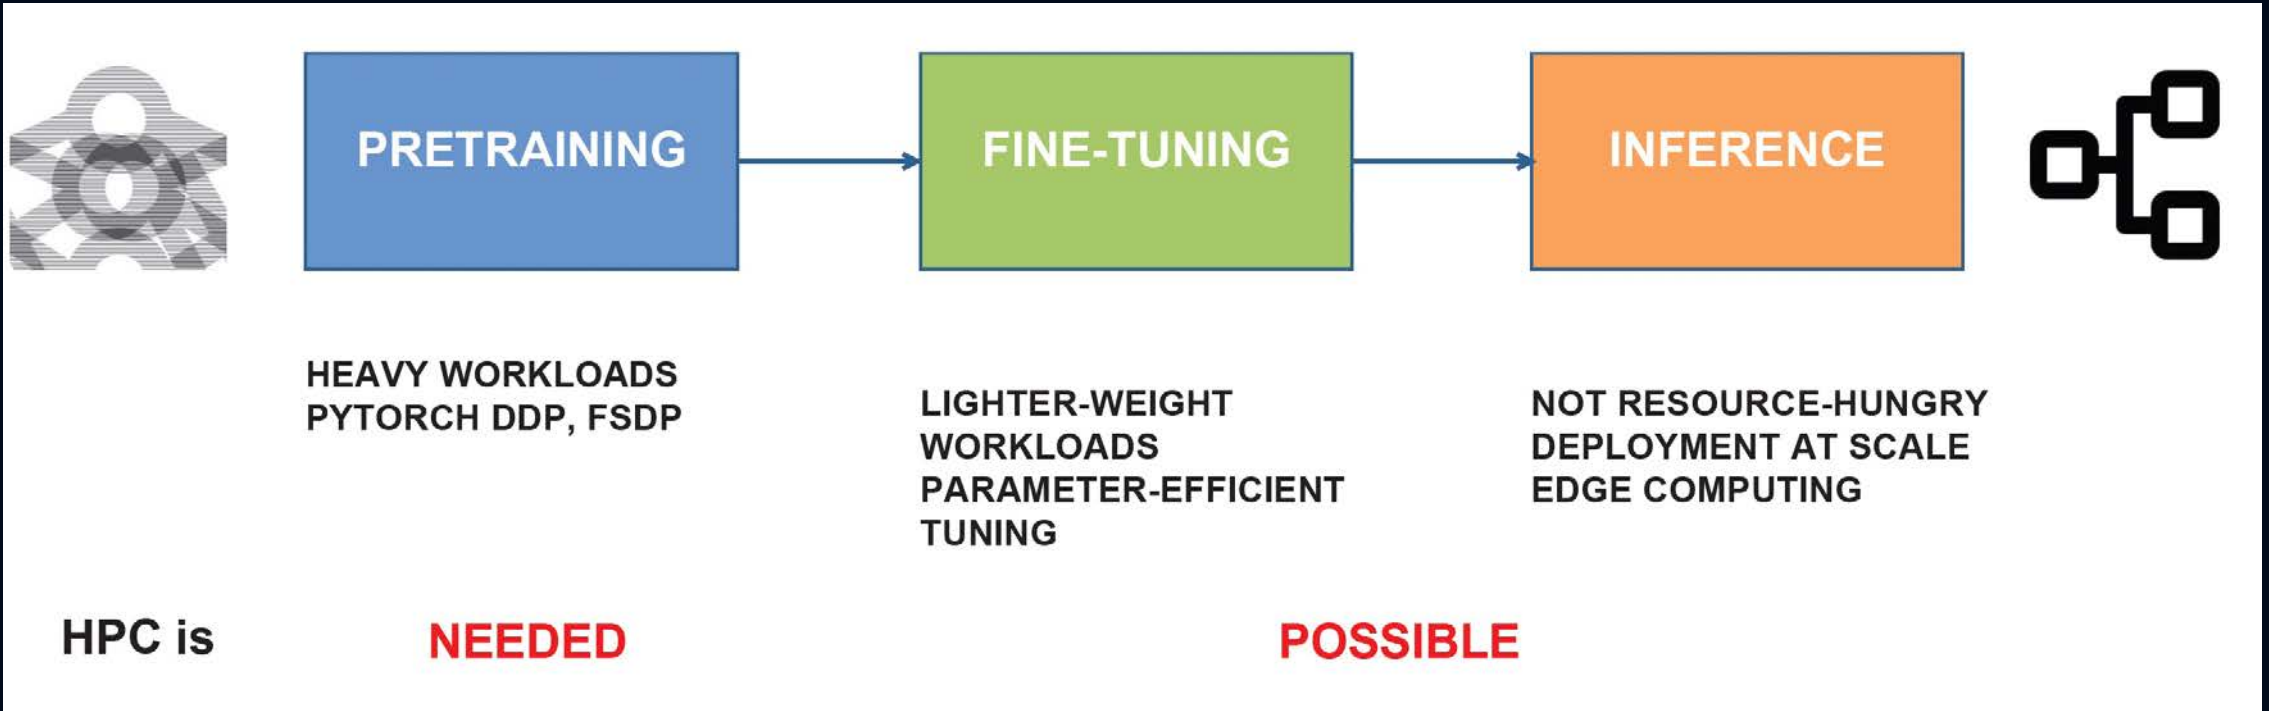 PRETRAINING
FINE-TUNING
INFERENCE
HEAVY WORKLOADS
PYTORCH DDP, FSDP
LIGHTER-WEIGHT
WORKLOADS
PARAMETER-EFFICIENT
TUNING
NOT RESOURCE-HUNGRY
DEPLOYMENT AT SCALE
EDGE COMPUTING
HPC is
NEEDED
POSSIBLE